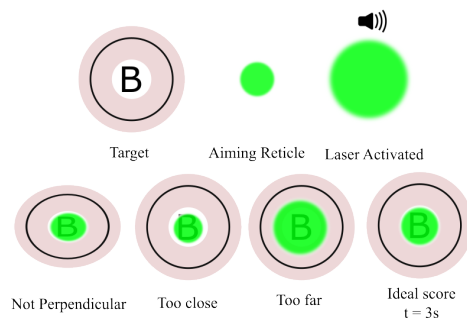 B
Target
Aiming Reticle
Laser Activated
B
B
B
B
Not Perpendicular
Too close
Too far
Ideal score
t = 3s